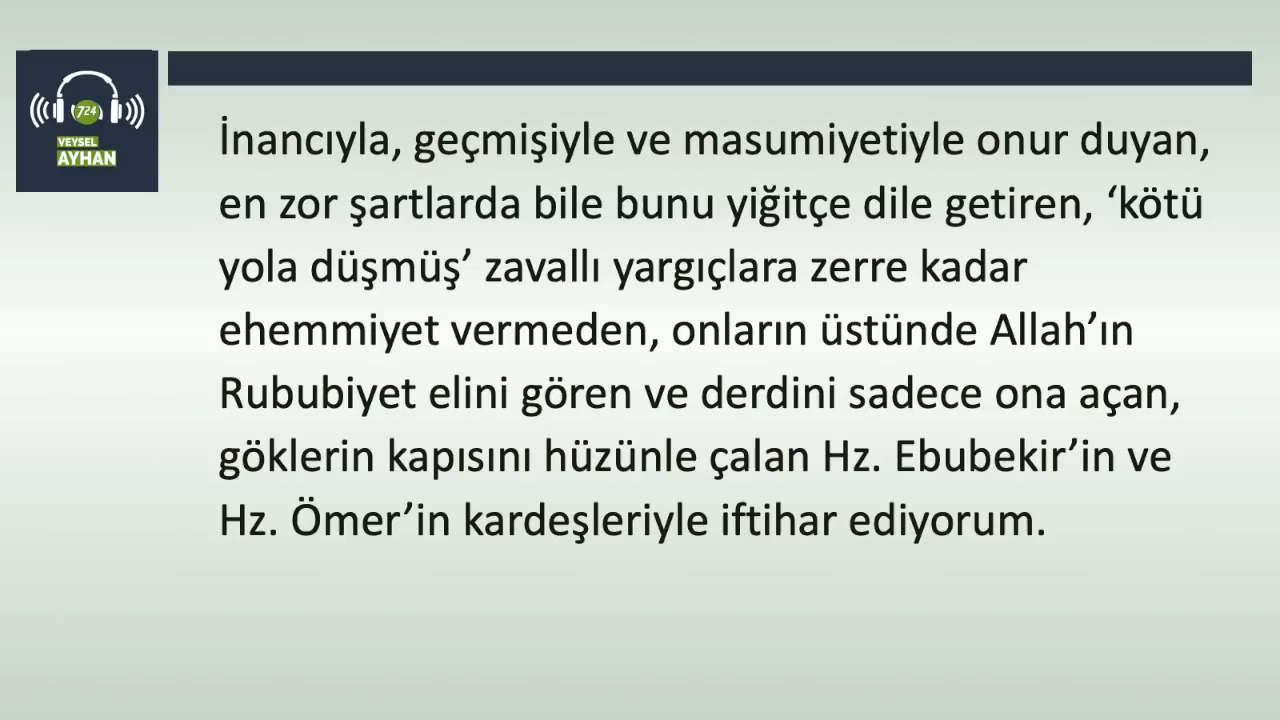 724
VEYSEL
AYHAN
İnancıyla, geçmişiyle ve masumiyetiyle onur duyan,
en zor şartlarda bile bunu yiğitçe dile getiren, ‘kötü
yola düşmüş’ zavallı yargıçlara zerre kadar
ehemmiyet vermeden, onların üstünde Allah’ın
Rububiyet elini gören ve derdini sadece ona açan,
göklerin kapısını hüzünle çalan Hz. Ebubekir’in ve
Hz. Ömer’in kardeşleriyle iftihar ediyorum.